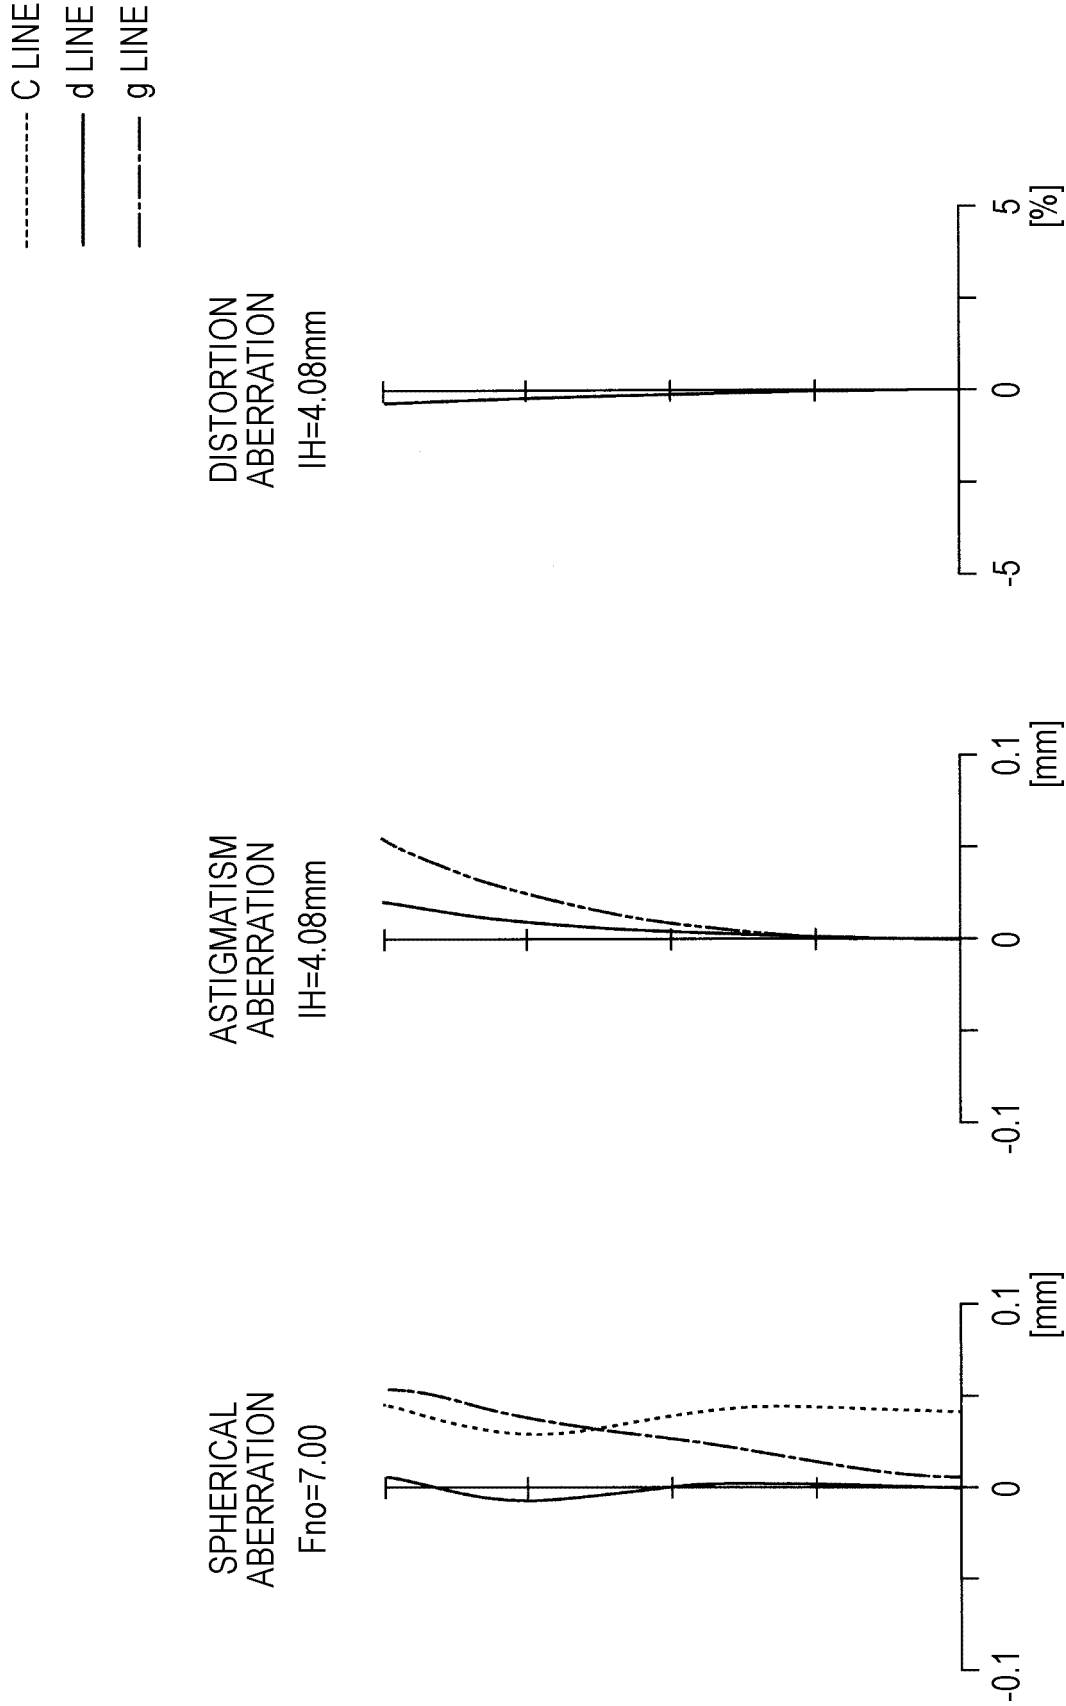 C LINE
d LINE
g LINE
SPHERICAL
ABERRATION
Fno=7.00
-0.1
0
0.1
[mm]
ASTIGMATISM
ABERRATION
IH=4.08mm
-0.1
0
0.1
[mm]
DISTORTION
ABERRATION
IH=4.08mm
-5
0
5
[%]